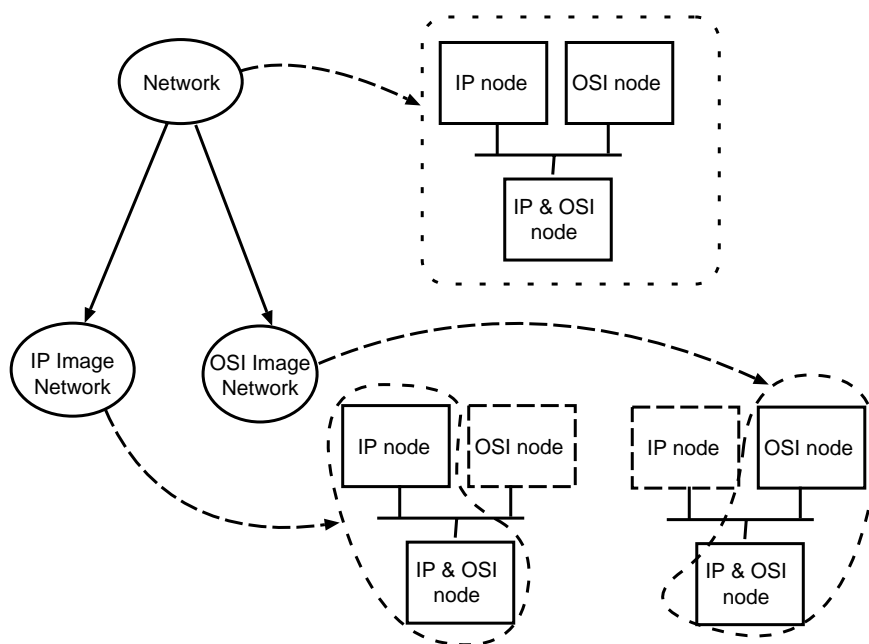 Network
IP node
OSI node
IP & OSI
node
IP Image
Network
OSI Image
Network
IP node
OSI node
IP & OSI
node
IP node
OSI node
IP & OSI
node